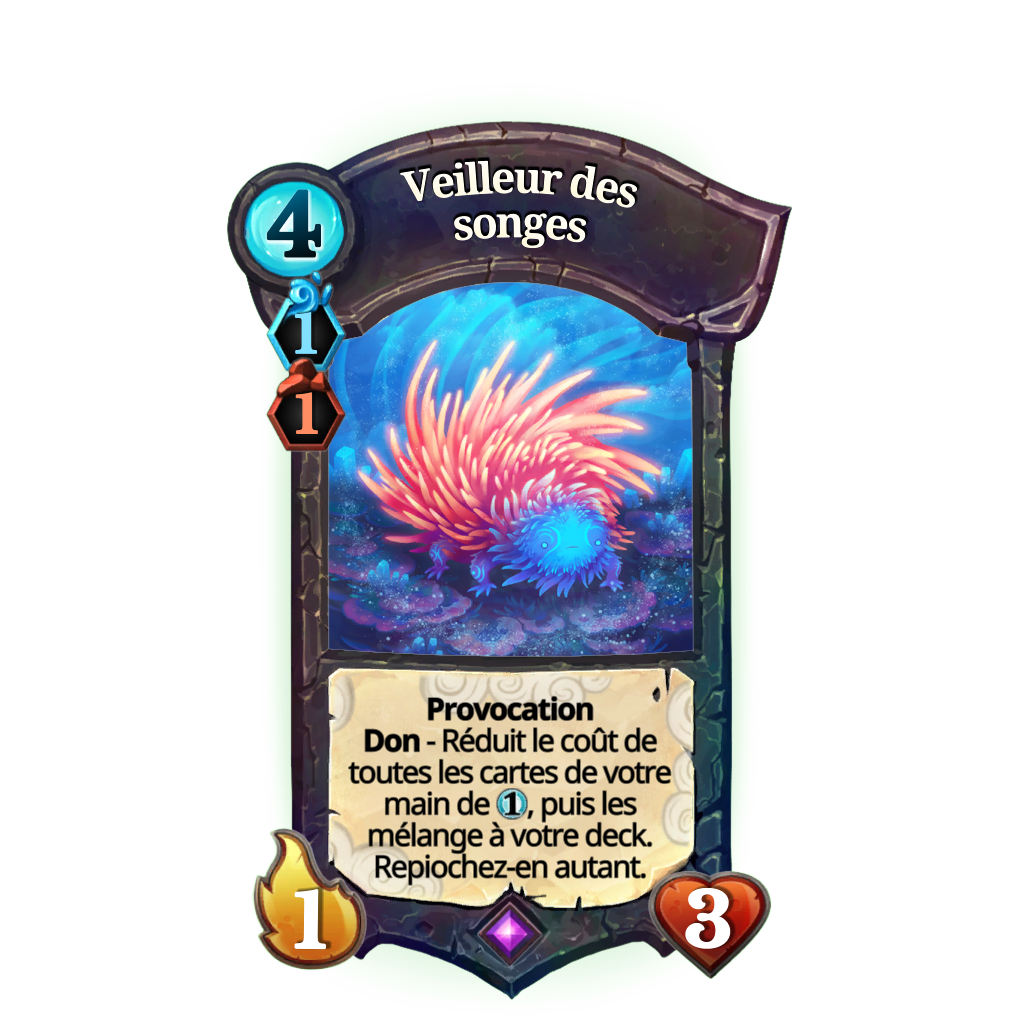 Veilleur des
songes
4
1
1
Provocation
Don - Réduit le coût de
toutes les cartes de votre
main de 1, puis les
mélange à votre deck.
Repiochez-en autant.
1
3